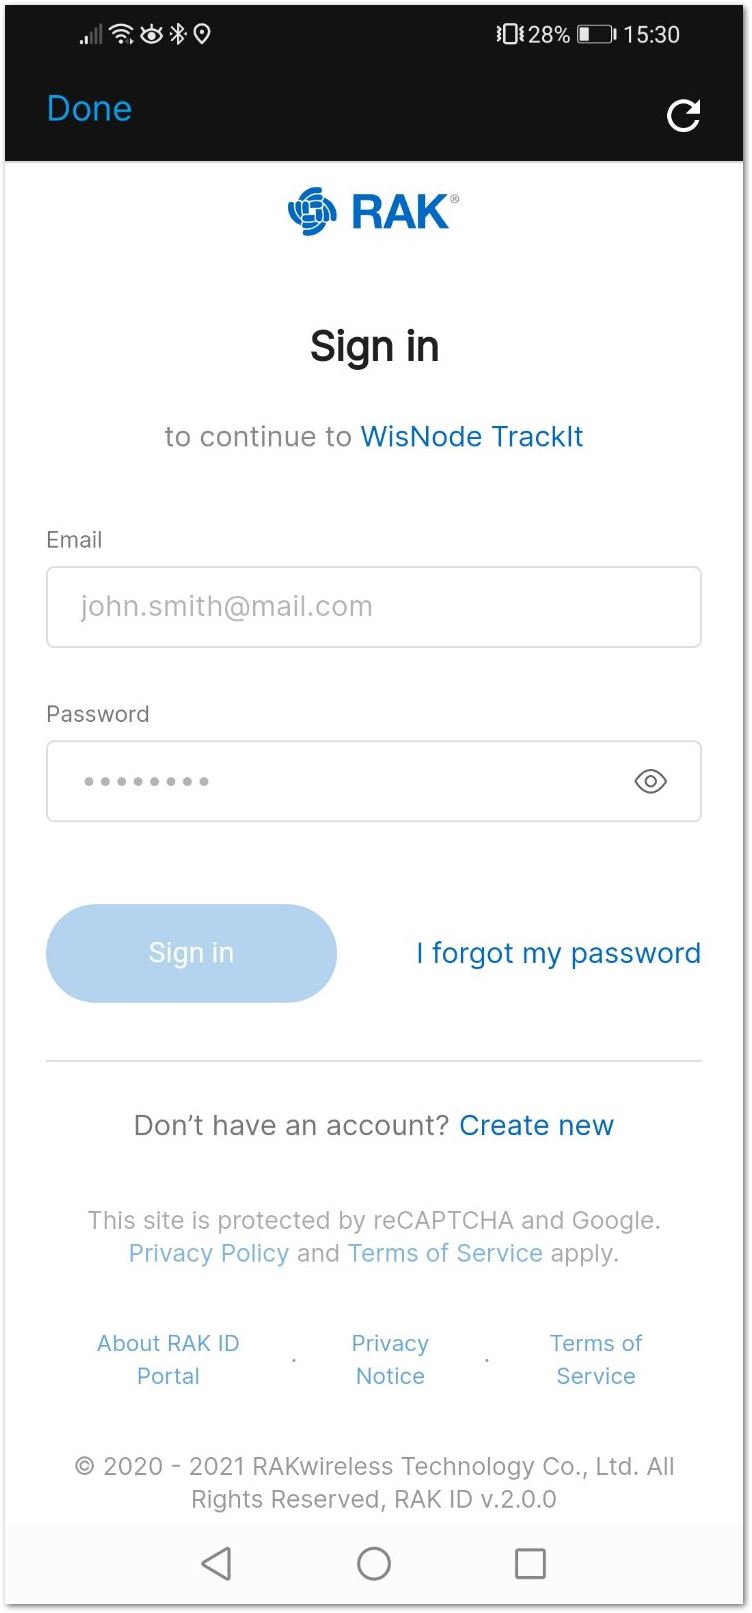 28% 15:30
Done
RAK®
Sign in
to continue to WisNode TrackIt
Email
john.smith@mail.com
Password
Sign in
I forgot my password
Don’t have an account? Create new
This site is protected by reCAPTCHA and Google.
Privacy Policy and Terms of Service apply.
About RAK ID
Portal
·
Privacy
Notice
·
Terms of
Service
© 2020 - 2021 RAKwireless Technology Co., Ltd. All
Rights Reserved, RAK ID v.2.0.0